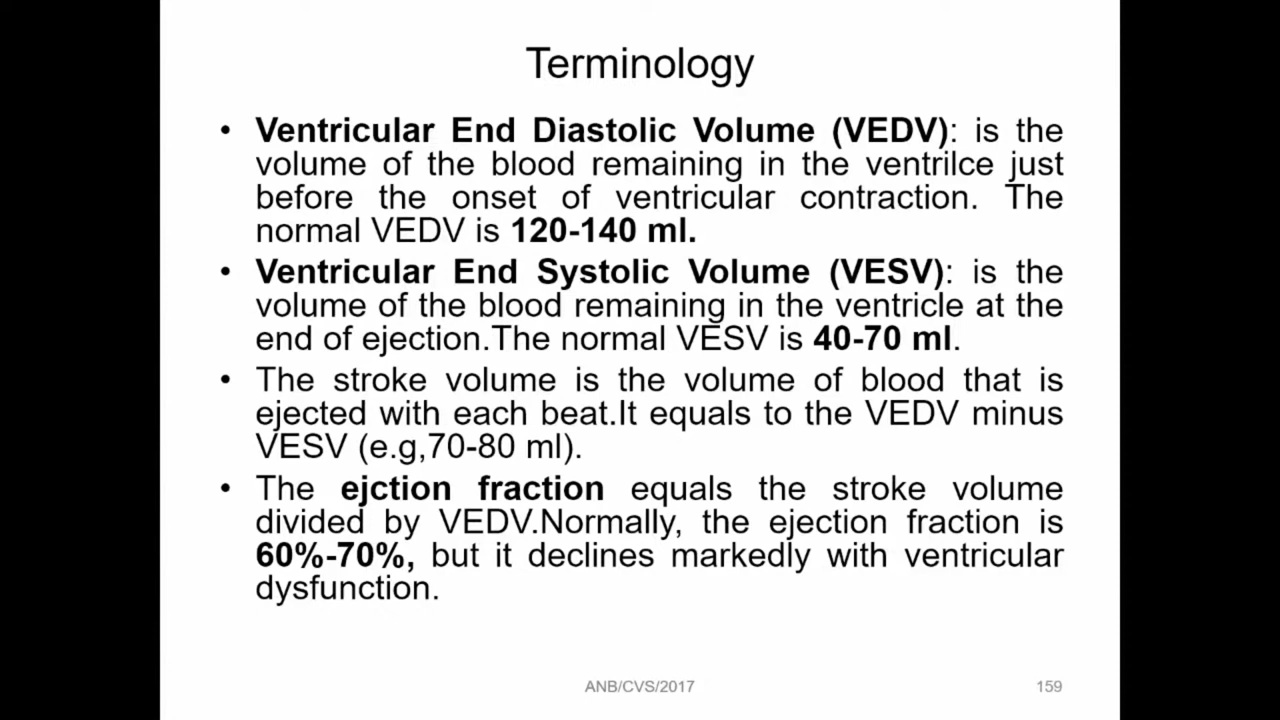 Terminology
• Ventricular End Diastolic Volume (VEDV): is the
volume of the blood remaining in the ventrilce just
before the onset of ventricular contraction. The
normal VEDV is 120-140 ml.
• Ventricular End Systolic Volume (VESV): is the
volume of the blood remaining in the ventricle at the
end of ejection.The normal VESV is 40-70 ml.
• The stroke volume is the volume of blood that is
ejected with each beat.It equals to the VEDV minus
VESV (e.g,70-80 ml).
• The ejction fraction equals the stroke volume
divided by VEDV.Normally, the ejection fraction is
60%-70%, but it declines markedly with ventricular
dysfunction.
ANB/CVS/2017
159